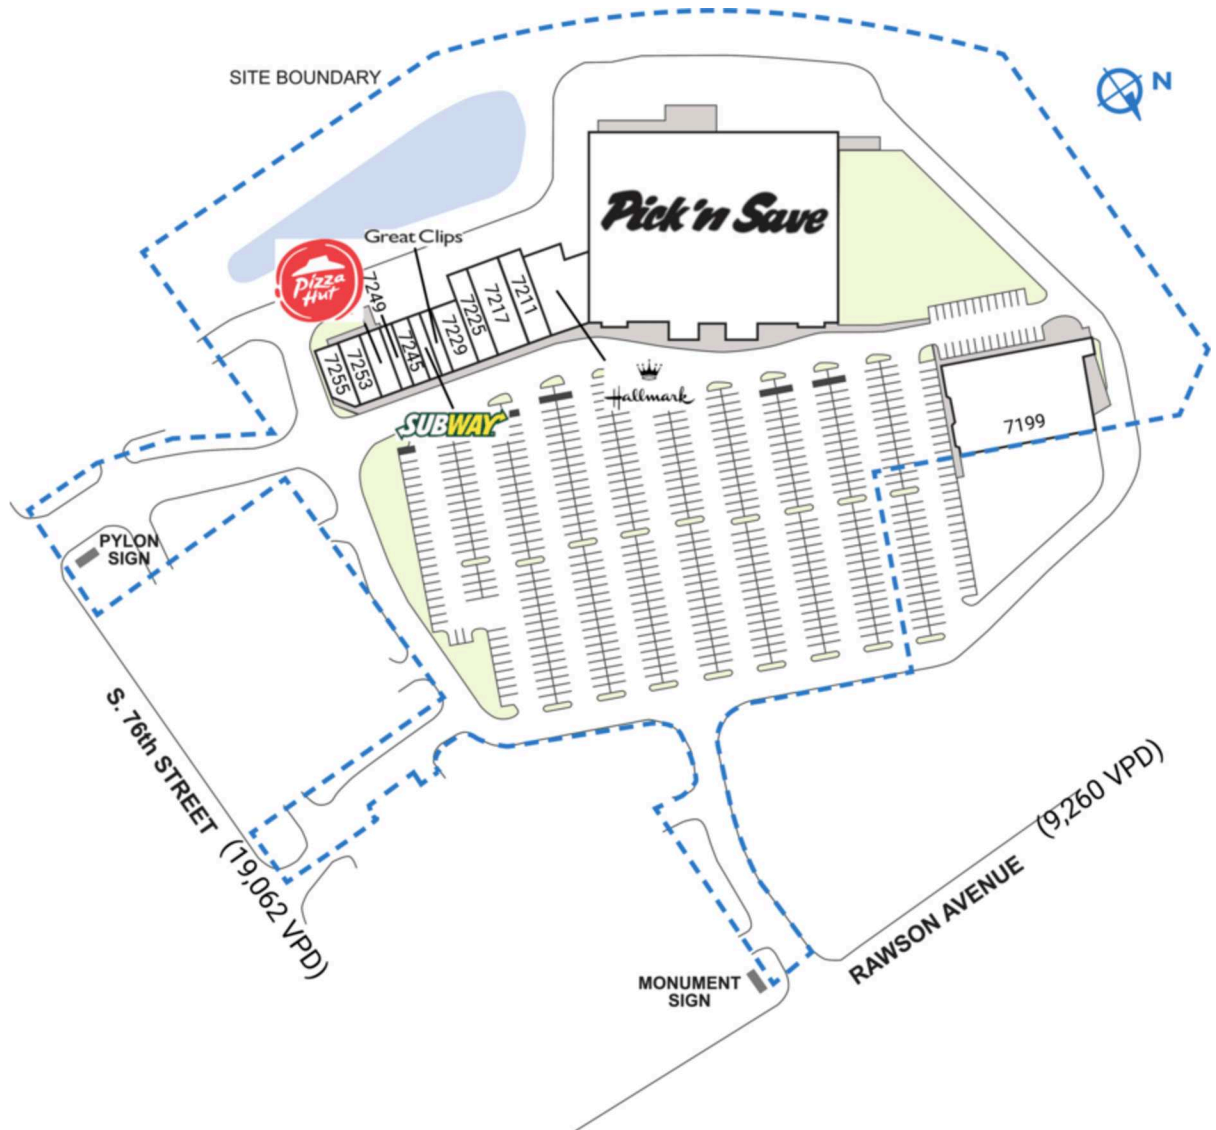 SITE BOUNDARY
N
Pick 'n Save
Great Clips
Pizza
Hut
7249
7211
7217
7225
7229
7245
7253
7255
Hallmark
SUBWAY
7199
PYLON
SIGN
S. 76th STREET (19,062 VPD)
(9,260 VPD)
RAWSON AVENUE
MONUMENT
SIGN